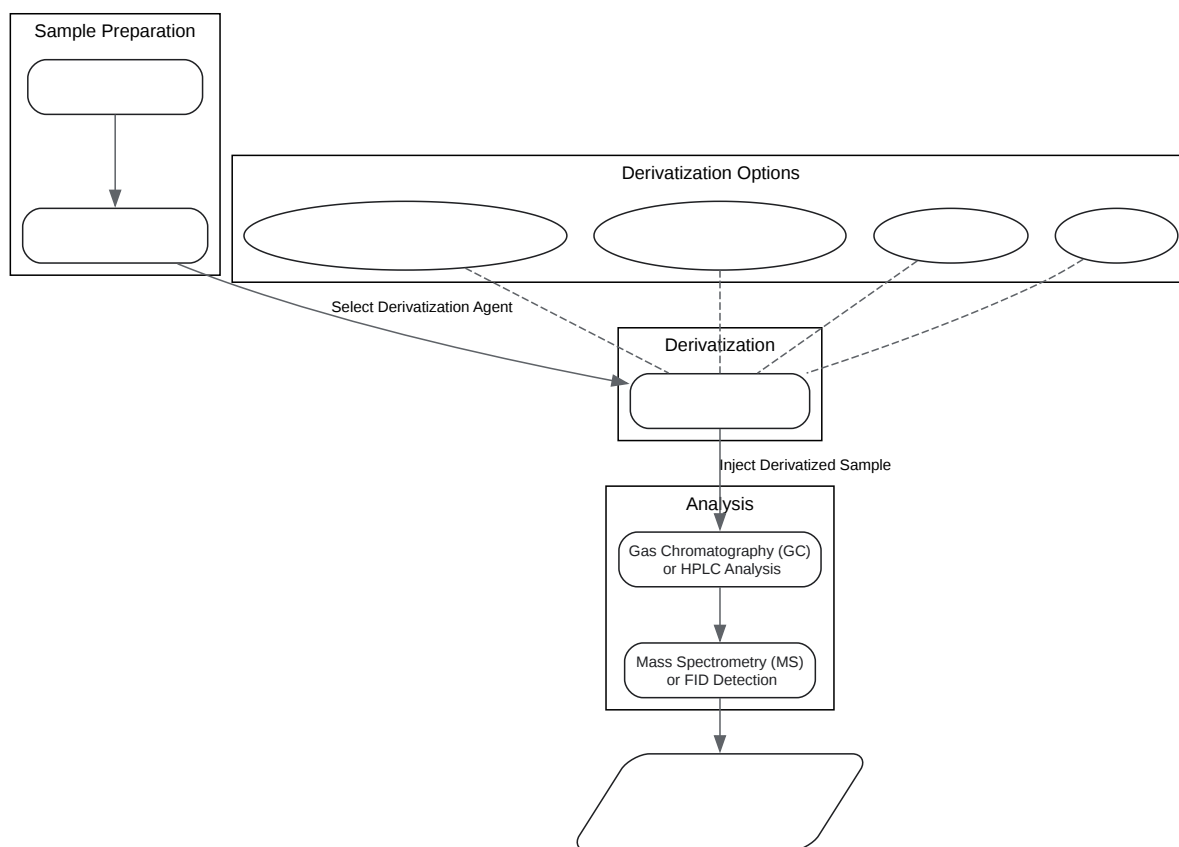 Sample Preparation
Derivatization Options
Select Derivatization Agent
Derivatization
Inject Derivatized Sample
Analysis
Gas Chromatography (GC)
or HPLC Analysis
Mass Spectrometry (MS)
or FID Detection